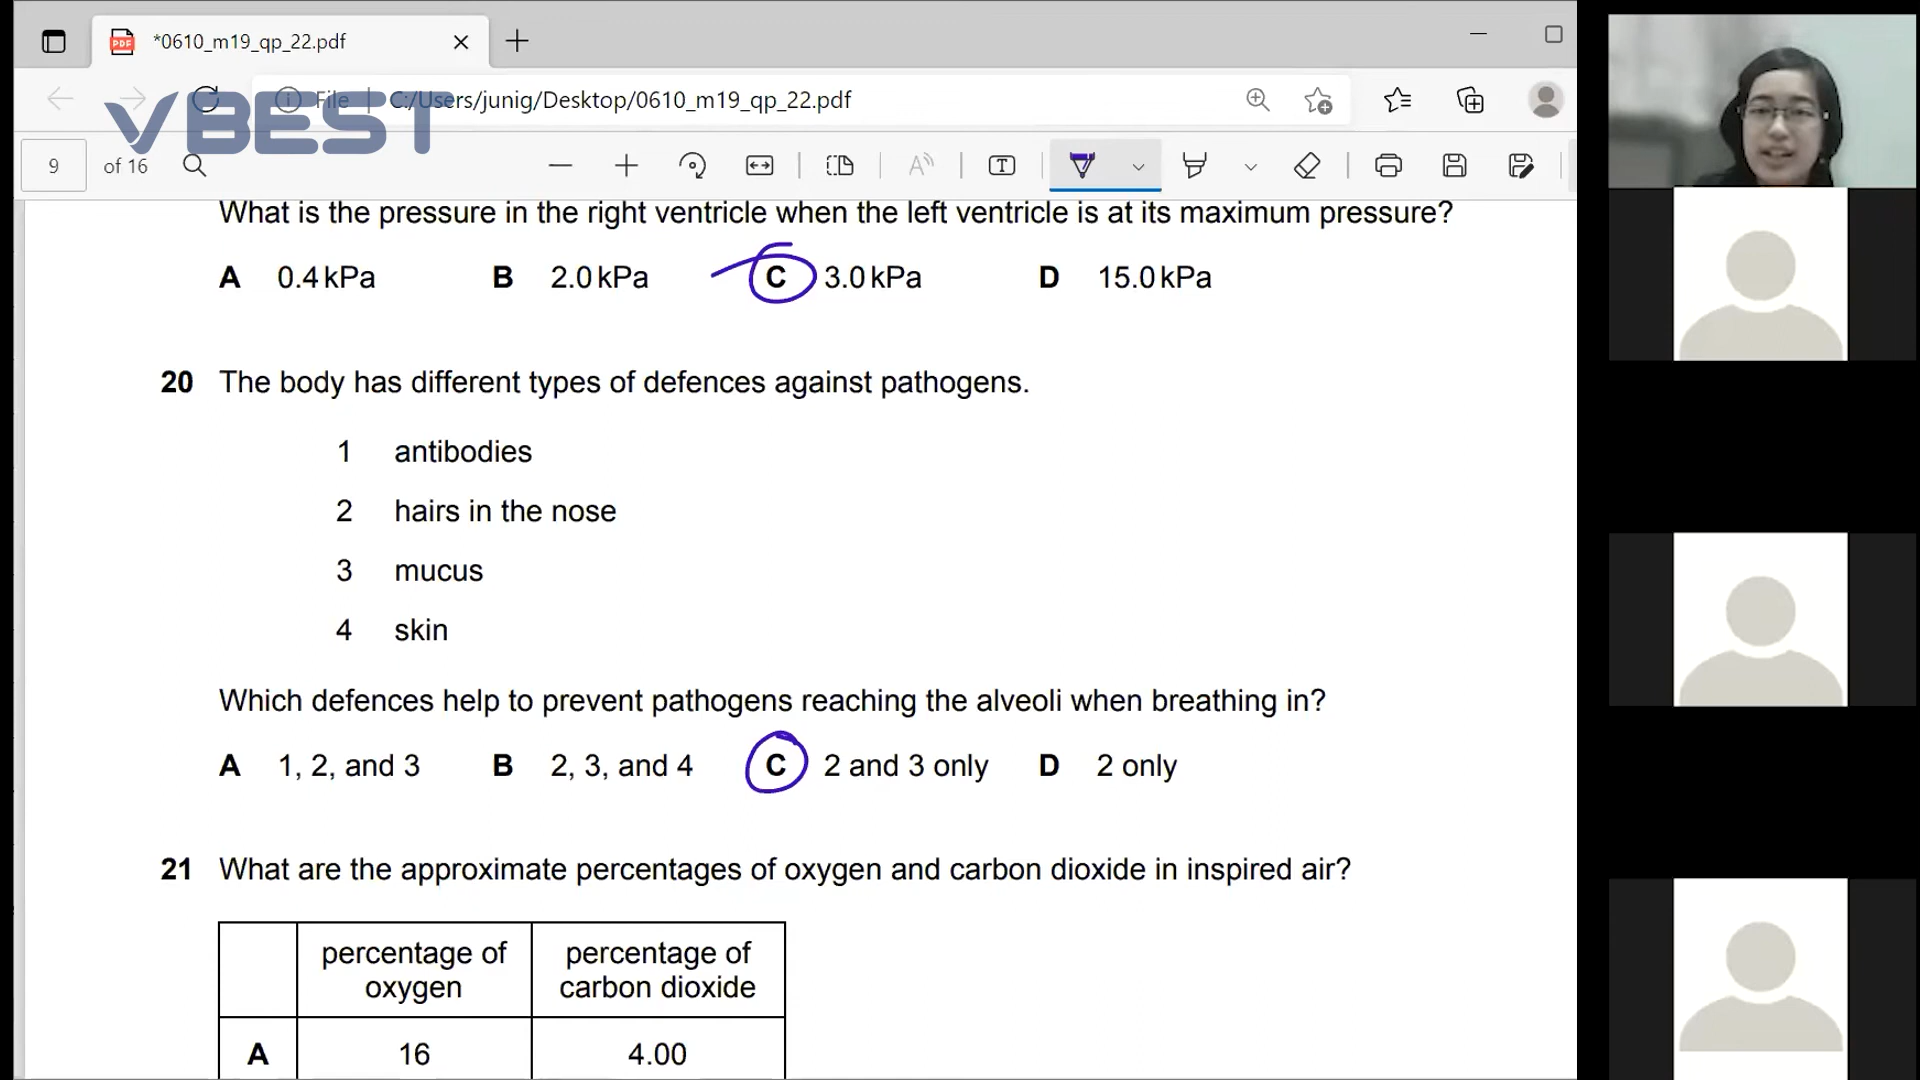 *0610_m19_qp_22.pdf
File C:/Users/junig/Desktop/0610_m19_qp_22.pdf
VBEST
9 of 16
What is the pressure in the right ventricle when the left ventricle is at its maximum pressure?
A 0.4 kPa B 2.0 kPa C 3.0 kPa D 15.0 kPa
20 The body has different types of defences against pathogens.
1 antibodies
2 hairs in the nose
3 mucus
4 skin
Which defences help to prevent pathogens reaching the alveoli when breathing in?
A 1, 2, and 3 B 2, 3, and 4 C 2 and 3 only D 2 only
21 What are the approximate percentages of oxygen and carbon dioxide in inspired air?
percentage of oxygen percentage of carbon dioxide
A 16 4.00